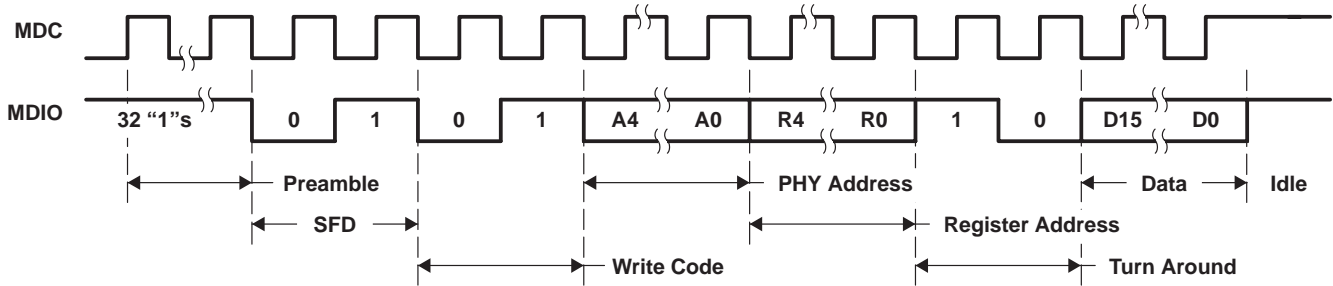 MDC
MDIO
32 “1”s 0 1 0 1 A4 A0 R4 R0 1 0 D15 D0
Preamble PHY Address Data Idle
SFD Register Address
Write Code Turn Around